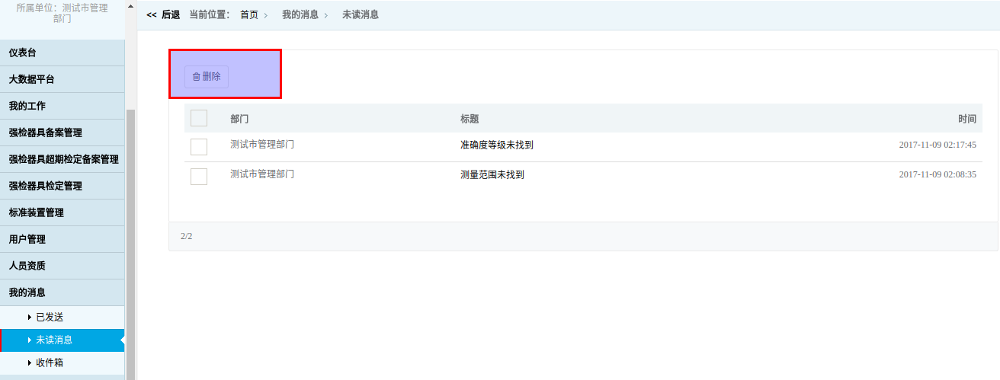 所属单位：测试市管理
部门
仪表台
大数据平台
我的工作
强检器具备案管理
强检器具超期检定备案管理
强检器具检定管理
标准装置管理
用户管理
人员资质
我的消息
已发送
未读消息
收件箱
<< 后退 当前位置： 首页 > 我的消息 > 未读消息
删除
部门 标题 时间
测试市管理部门 准确度等级未找到 2017-11-09 02:17:45
测试市管理部门 测量范围未找到 2017-11-09 02:08:35
2/2